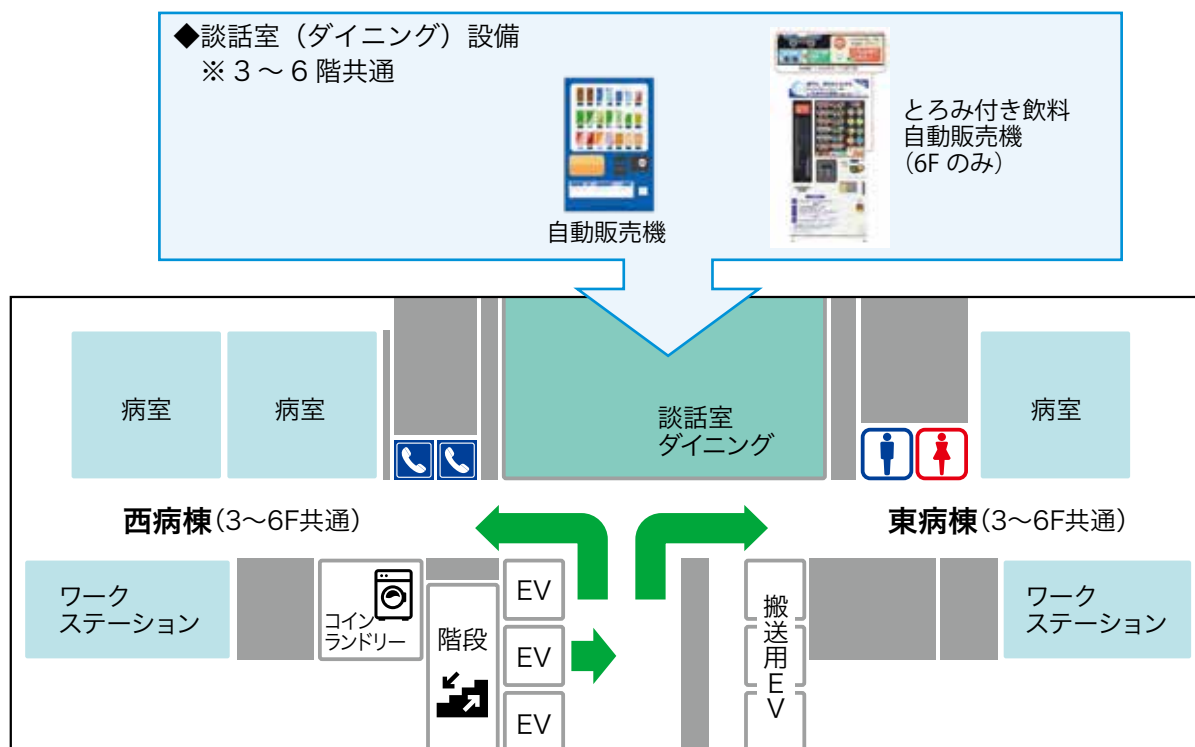 ◆談話室（ダイニング）設備
※ 3 ～ 6 階共通
自動販売機
とろみ付き飲料
自動販売機
(6F のみ)
病室
病室
談話室
ダイニング
病室
西病棟(3～6F共通)
東病棟(3～6F共通)
ワーク
ステーション
コイン
ランドリー
階段
EV
EV
EV
搬送用EV
ワーク
ステーション